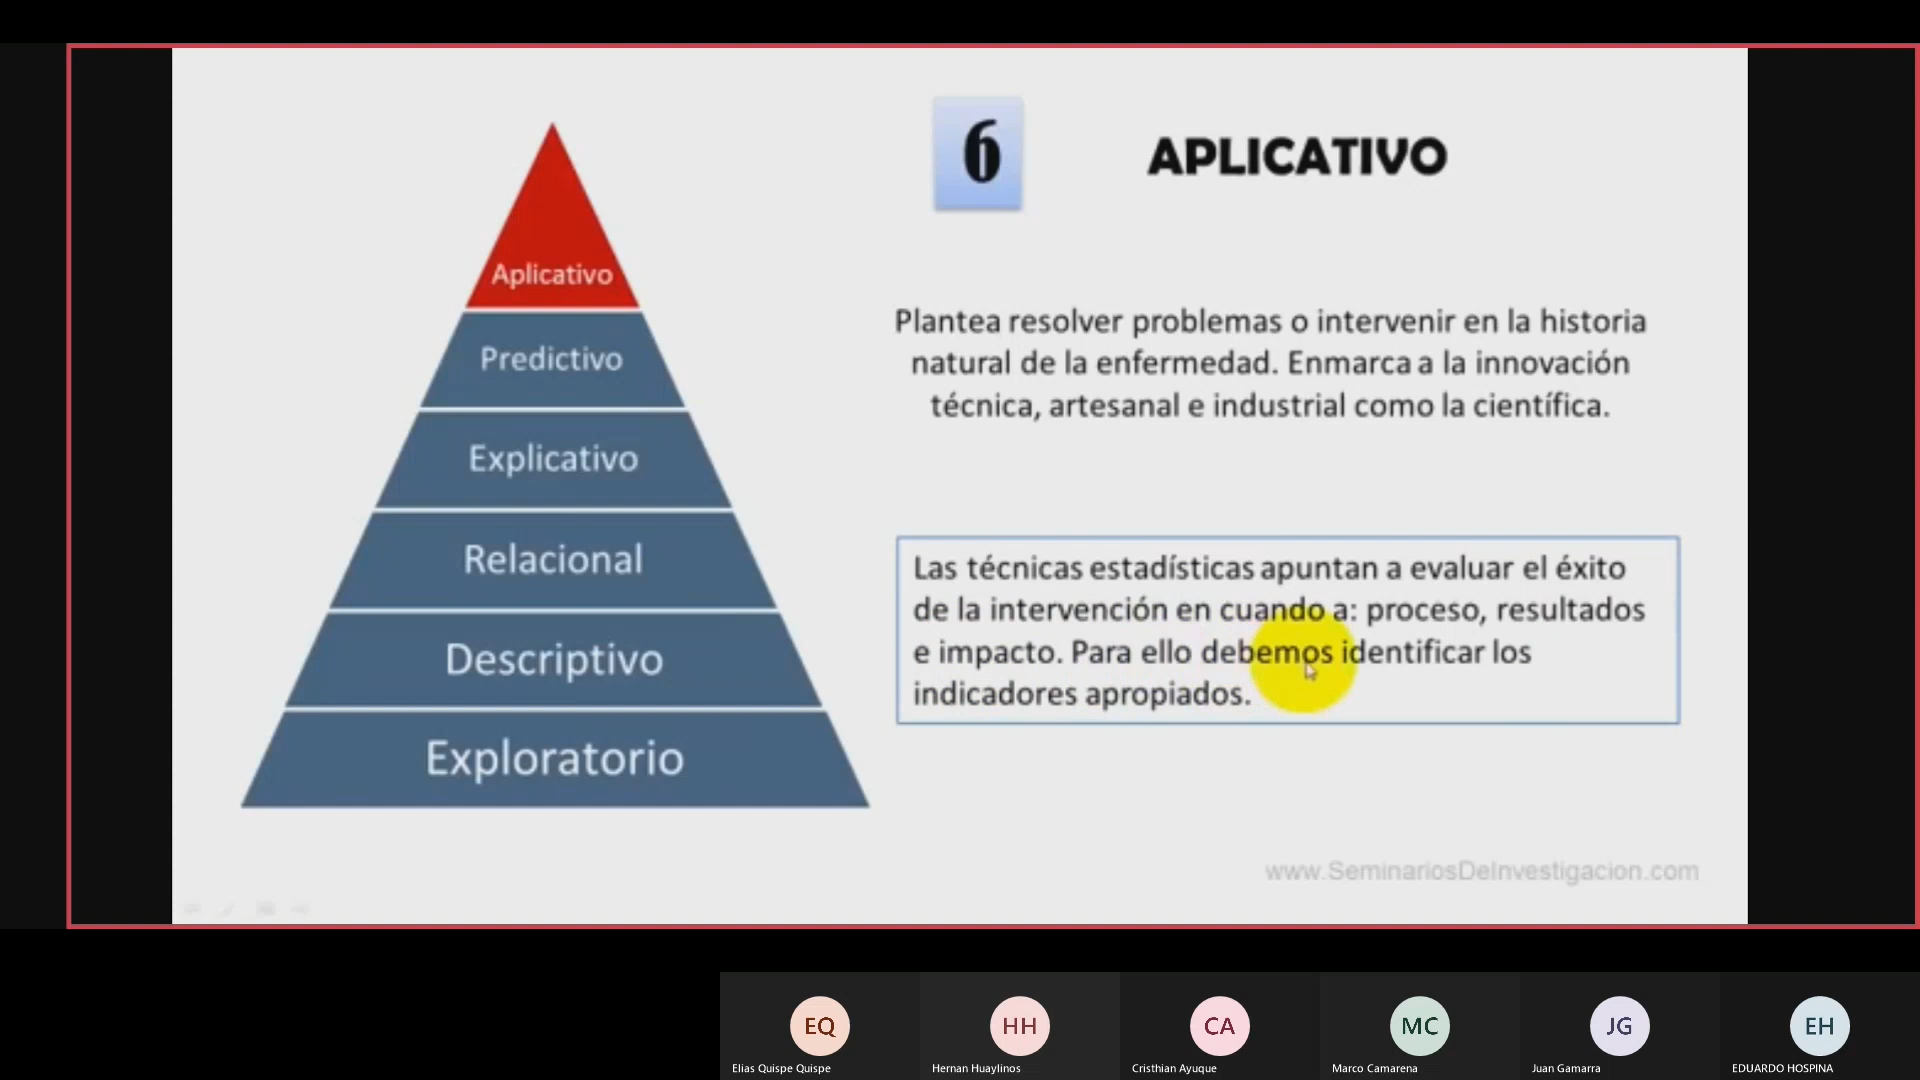 6
APLICATIVO
Aplicativo
Predictivo
Explicativo
Relacional
Descriptivo
Exploratorio
Plantea resolver problemas o intervenir en la historia
natural de la enfermedad. Enmarca a la innovación
técnica, artesanal e industrial como la científica.
Las técnicas estadísticas apuntan a evaluar el éxito
de la intervención en cuando a: proceso, resultados
e impacto. Para ello debemos identificar los
indicadores apropiados.
www.SeminariosDeInvestigacion.com
EQ
HH
CA
MC
JG
EH
Elias Quispe Quispe
Hernan Huaylinos
Cristhian Ayuque
Marco Camarena
Juan Gamarra
EDUARDO HOSPINA